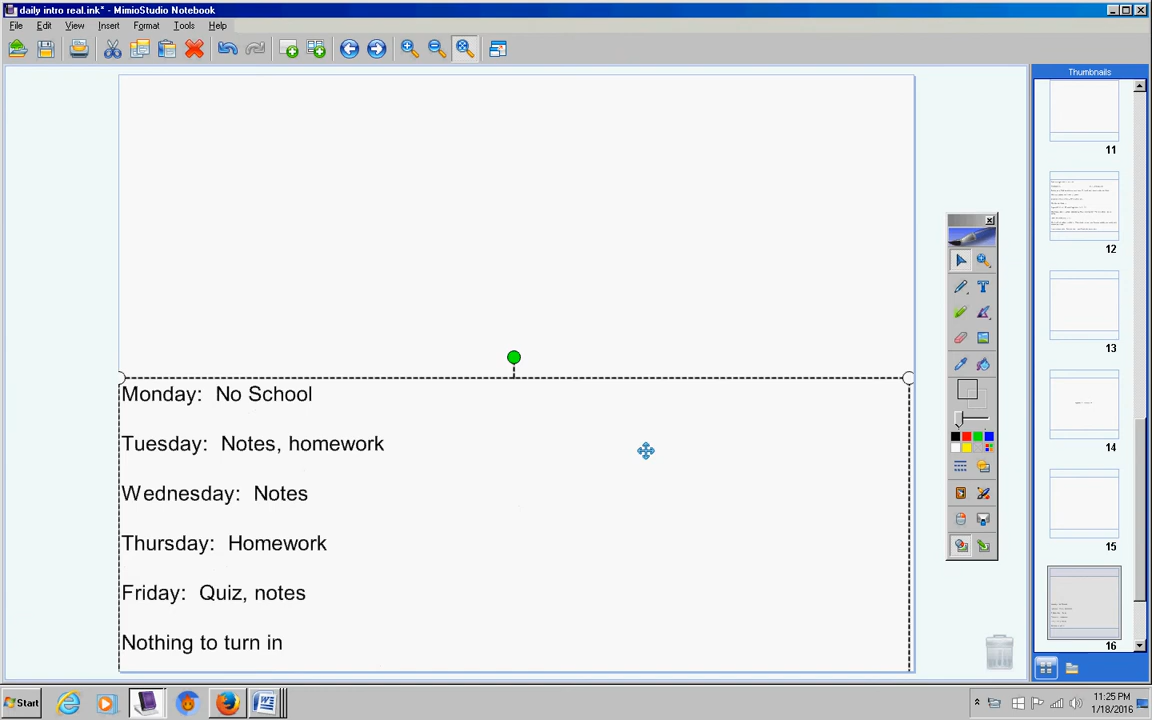 daily intro real.ink* - MimioStudio Notebook
File Edit View Insert Format Tools Help
Thumbnails
11
12
13
14
15
16
Monday: No School
Tuesday: Notes, homework
Wednesday: Notes
Thursday: Homework
Friday: Quiz, notes
Nothing to turn in
Start
11:25 PM
1/18/2016